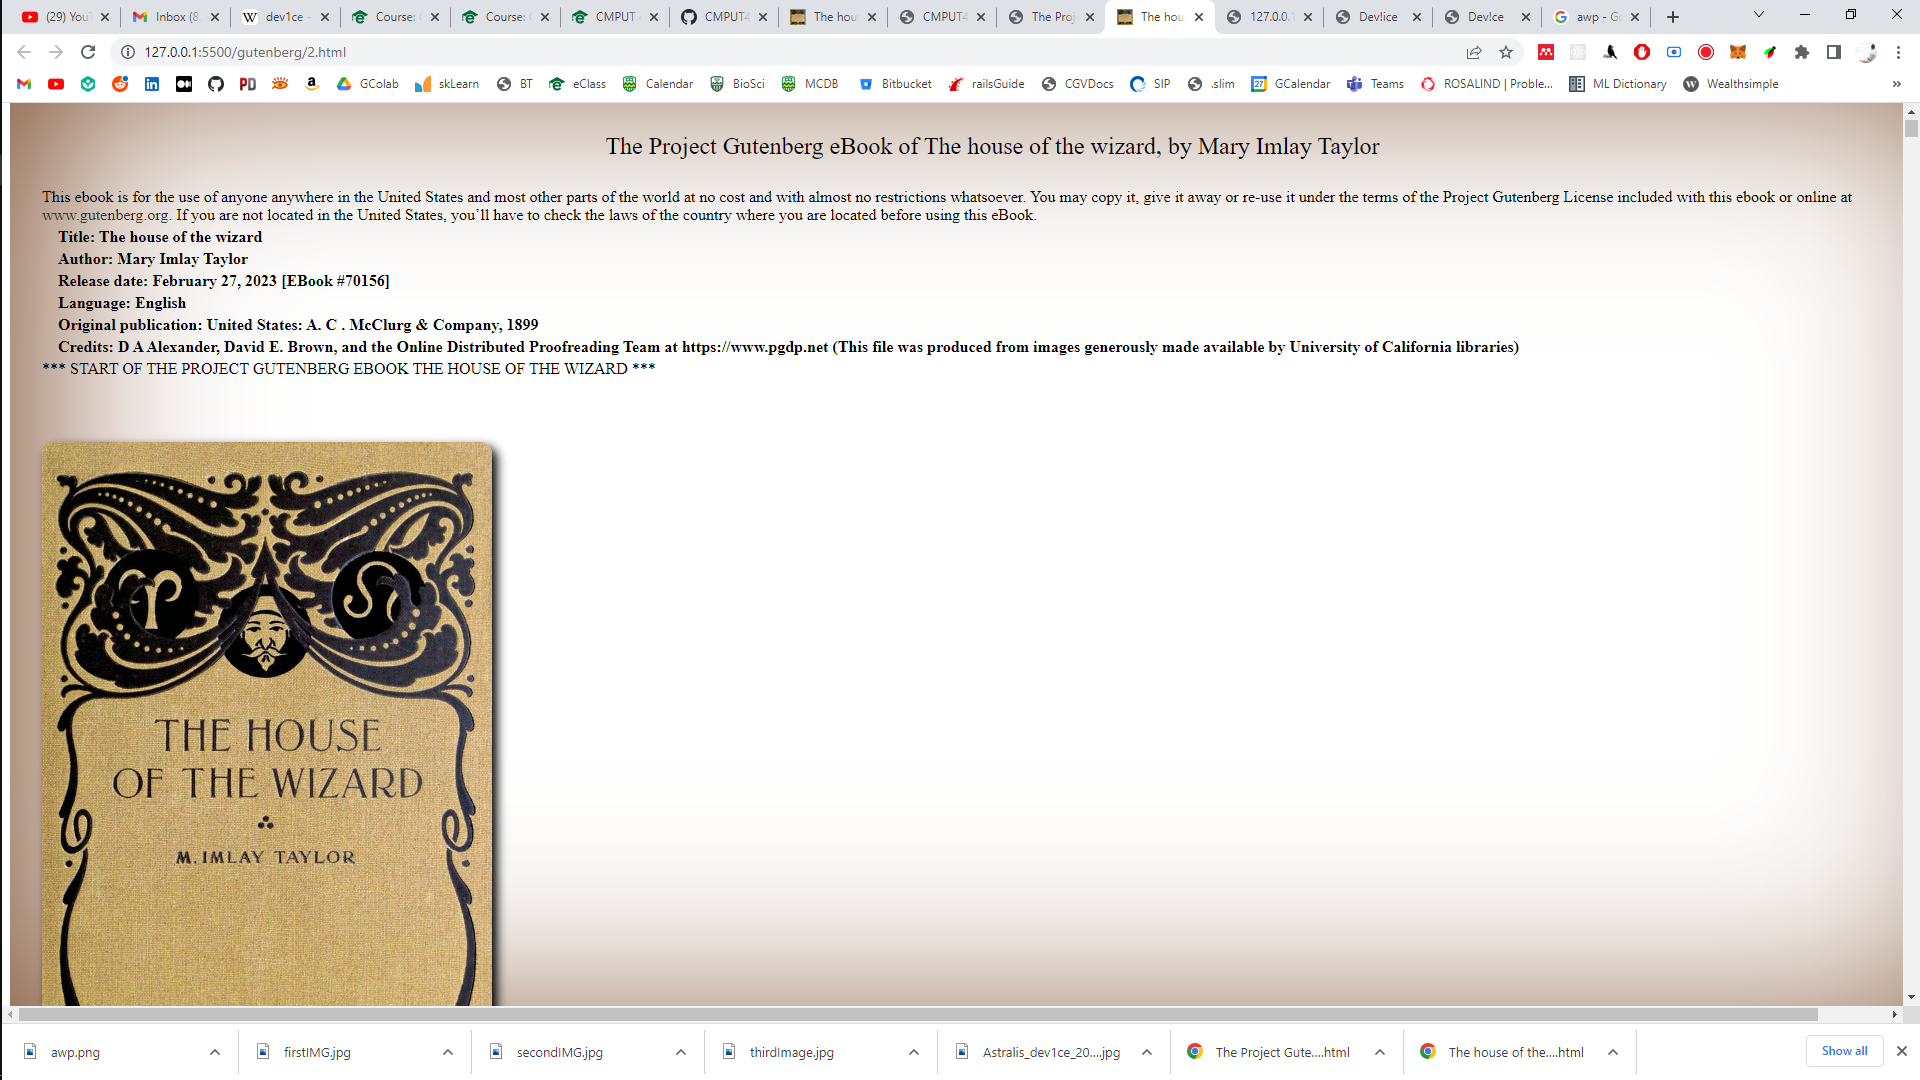 (29) You
Inbox (8,
dev1ce -
Course:
Course:
CMPUT
CMPUT4
The hou
CMPUT4
The Proj
The hou
127.0.0.1
Dev!ice
Dev!ce
awp - Go
127.0.0.1:5500/gutenberg/2.html
GColab
skLearn
BT
eClass
Calendar
BioSci
MCDB
Bitbucket
railsGuide
CGVDocs
SIP
.slim
GCalendar
Teams
ROSALIND | Proble...
ML Dictionary
Wealthsimple
The Project Gutenberg eBook of The house of the wizard, by Mary Imlay Taylor
This ebook is for the use of anyone anywhere in the United States and most other parts of the world at no cost and with almost no restrictions whatsoever. You may copy it, give it away or re-use it under the terms of the Project Gutenberg License included with this ebook or online at
www.gutenberg.org. If you are not located in the United States, you’ll have to check the laws of the country where you are located before using this eBook.
Title: The house of the wizard
Author: Mary Imlay Taylor
Release date: February 27, 2023 [EBook #70156]
Language: English
Original publication: United States: A. C . McClurg & Company, 1899
Credits: D A Alexander, David E. Brown, and the Online Distributed Proofreading Team at https://www.pgdp.net (This file was produced from images generously made available by University of California libraries)
*** START OF THE PROJECT GUTENBERG EBOOK THE HOUSE OF THE WIZARD ***
THE HOUSE
OF THE WIZARD
M. IMLAY TAYLOR
awp.png
firstIMG.jpg
secondIMG.jpg
thirdImage.jpg
Astralis_dev1ce_20....jpg
The Project Gute....html
The house of the....html
Show all